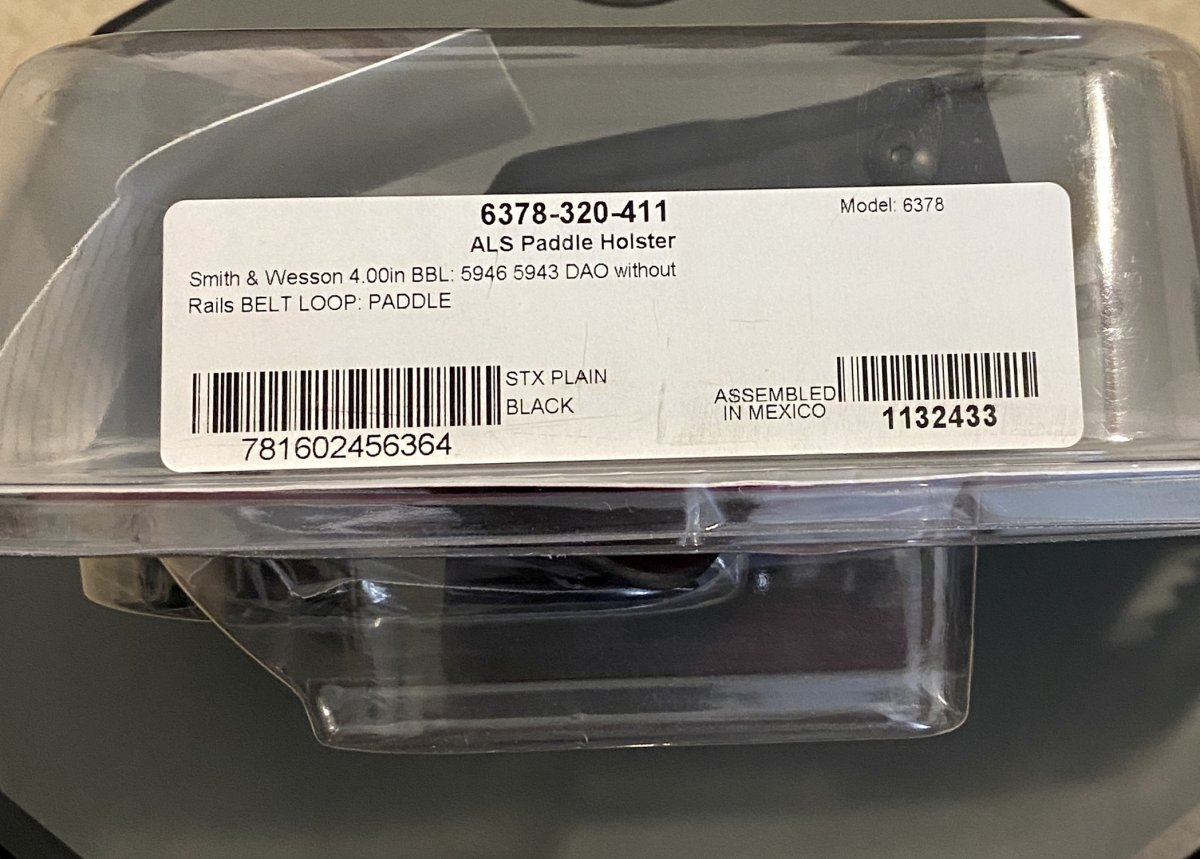 6378-320-411
Model: 6378
ALS Paddle Holster
Smith & Wesson 4.00in BBL: 5946 5943 DAO without
Rails BELT LOOP: PADDLE
STX PLAIN
BLACK
781602456364
ASSEMBLED
IN MEXICO
1132433